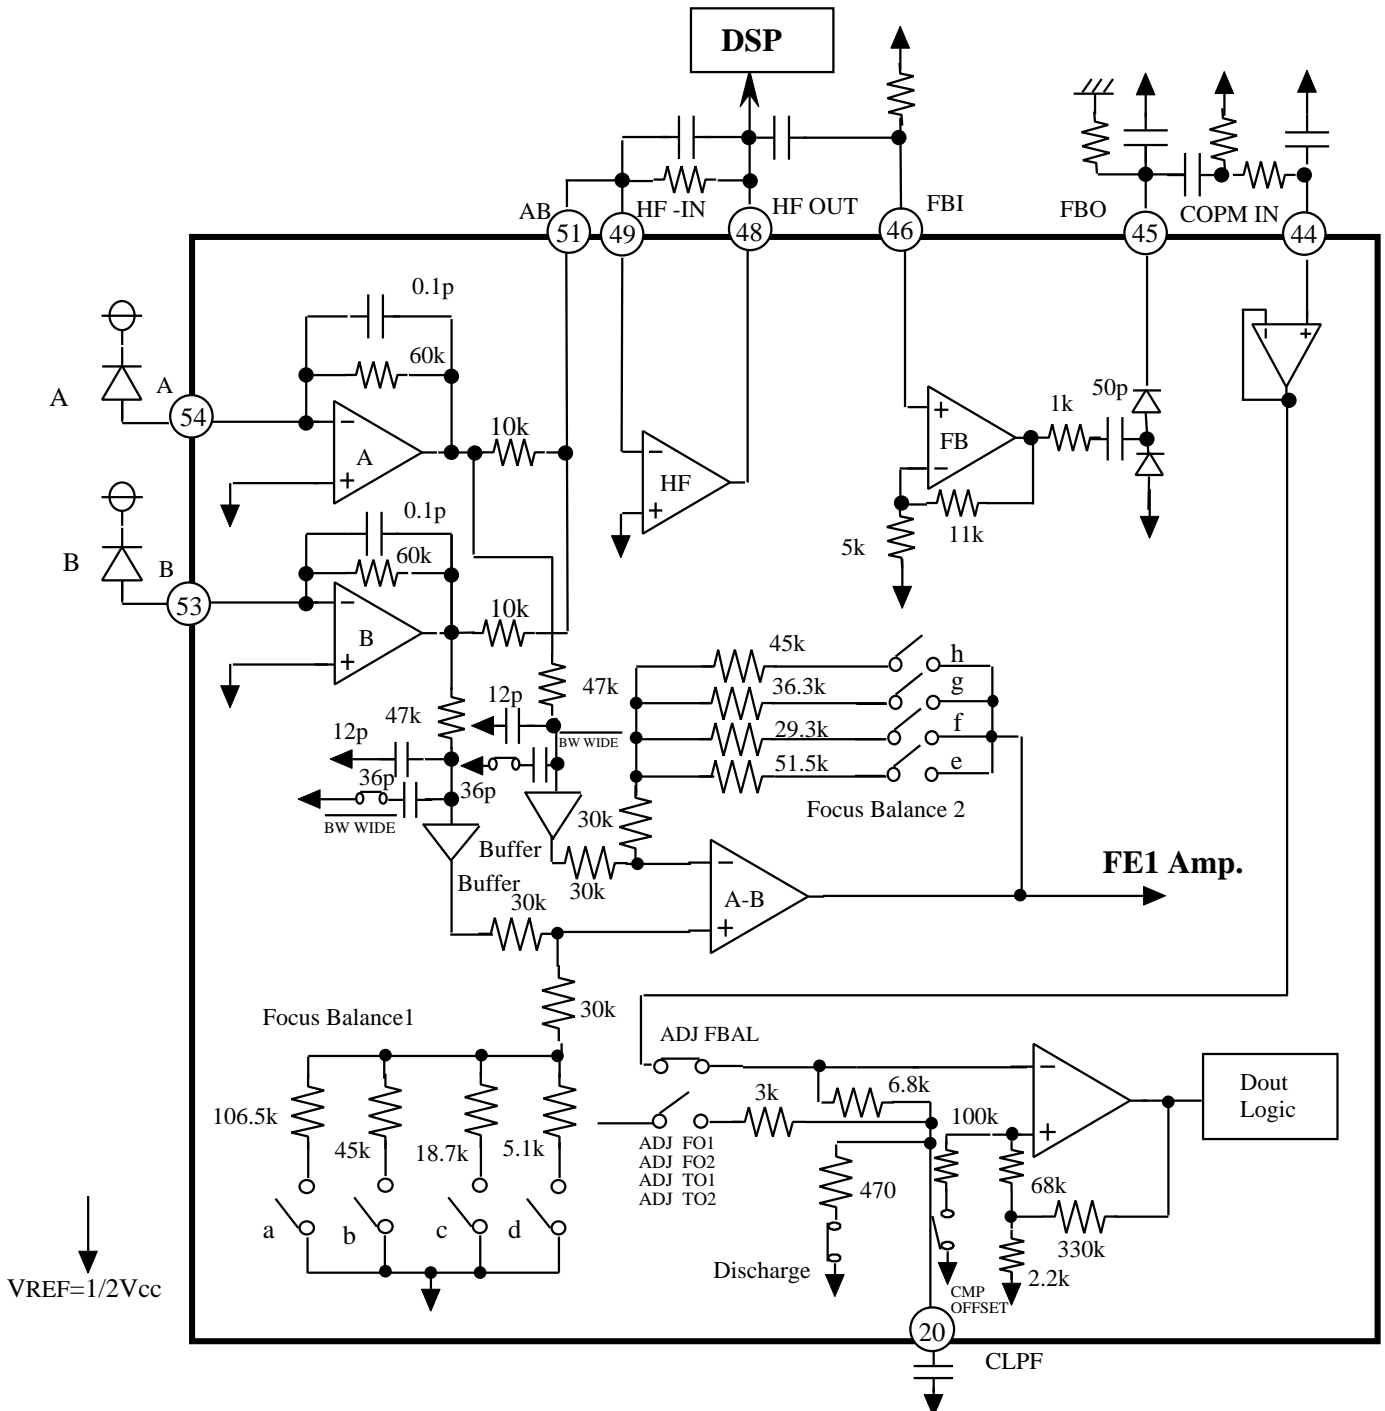 DSP
AB
HF -IN
HF OUT
FBI
FBO
COPM IN
51
49
48
46
45
44
0.1p
60k
A
A
54
−
A
+
10k
50p
1k
+
FB
−
11k
5k
−
HF
+
− +
B
B
53
0.1p
60k
−
B
+
10k
47k
12p
BW WIDE
36p
47k
12p
36p
BW WIDE
Buffer
Buffer
45k
h
36.3k
g
29.3k
f
51.5k
e
Focus Balance 2
30k
30k
30k
−
A-B
+
FE1 Amp.
30k
Focus Balance1
106.5k
45k
18.7k
5.1k
a
b
c
d
VREF=1/2Vcc
ADJ FBAL
ADJ FO1
ADJ FO2
ADJ TO1
ADJ TO2
3k
6.8k
470
Discharge
100k
−
+
68k
330k
2.2k
CMP
OFFSET
Dout
Logic
20
CLPF